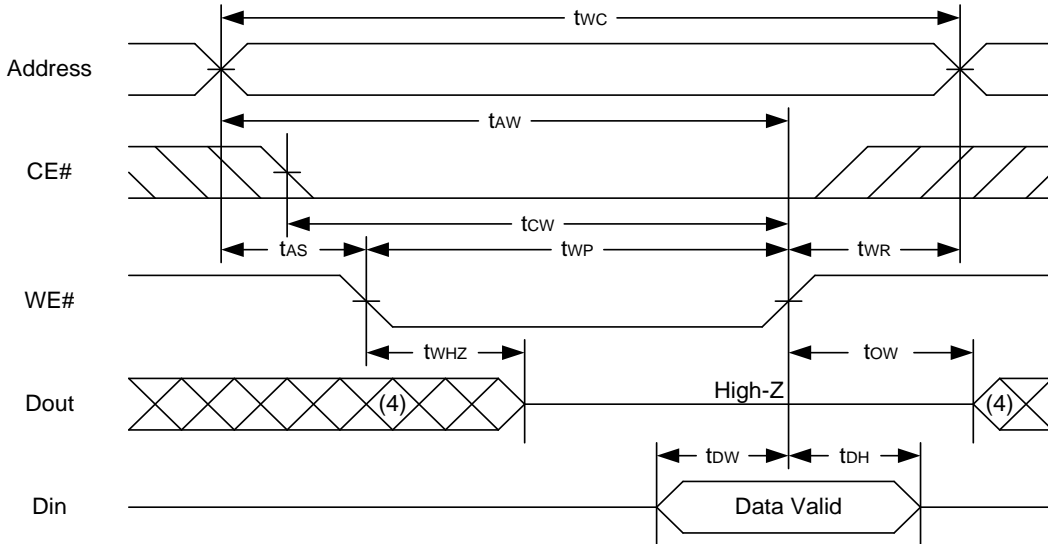 tWC
Address
tAW
CE#
tCW
tAS tWP tWR
WE#
tWHZ tOW
Dout (4) High-Z (4)
tDW tDH
Din Data Valid